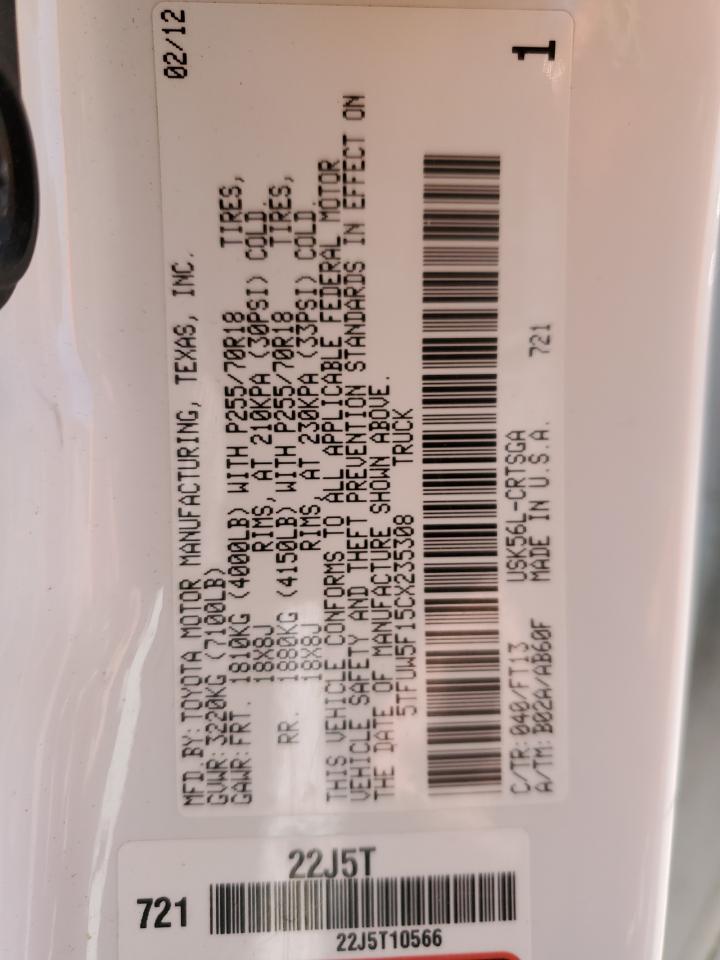 MFD.BY:TOYOTA MOTOR MANUFACTURING, TEXAS, INC. 02/12
GVWR:3220KG (7100LB)
GAWR:FRT. 1810KG (4000LB) WITH P255/70R18 TIRES,
18X8J RIMS, AT 210KPA (30PSI) COLD.
RR. 1880KG (4150LB) WITH P255/70R18 TIRES,
18X8J RIMS, AT 230KPA (33PSI) COLD.
THIS VEHICLE CONFORMS TO ALL APPLICABLE FEDERAL MOTOR
VEHICLE SAFETY AND THEFT PREVENTION STANDARDS IN EFFECT ON
THE DATE OF MANUFACTURE SHOWN ABOVE.
5TFUW5F15CX235308 TRUCK
C/TR:040/FT13 USK56L-CRTSGA
A/TM:B02A/AB60F MADE IN U.S.A. 721
1
22J5T
721
22J5T10566